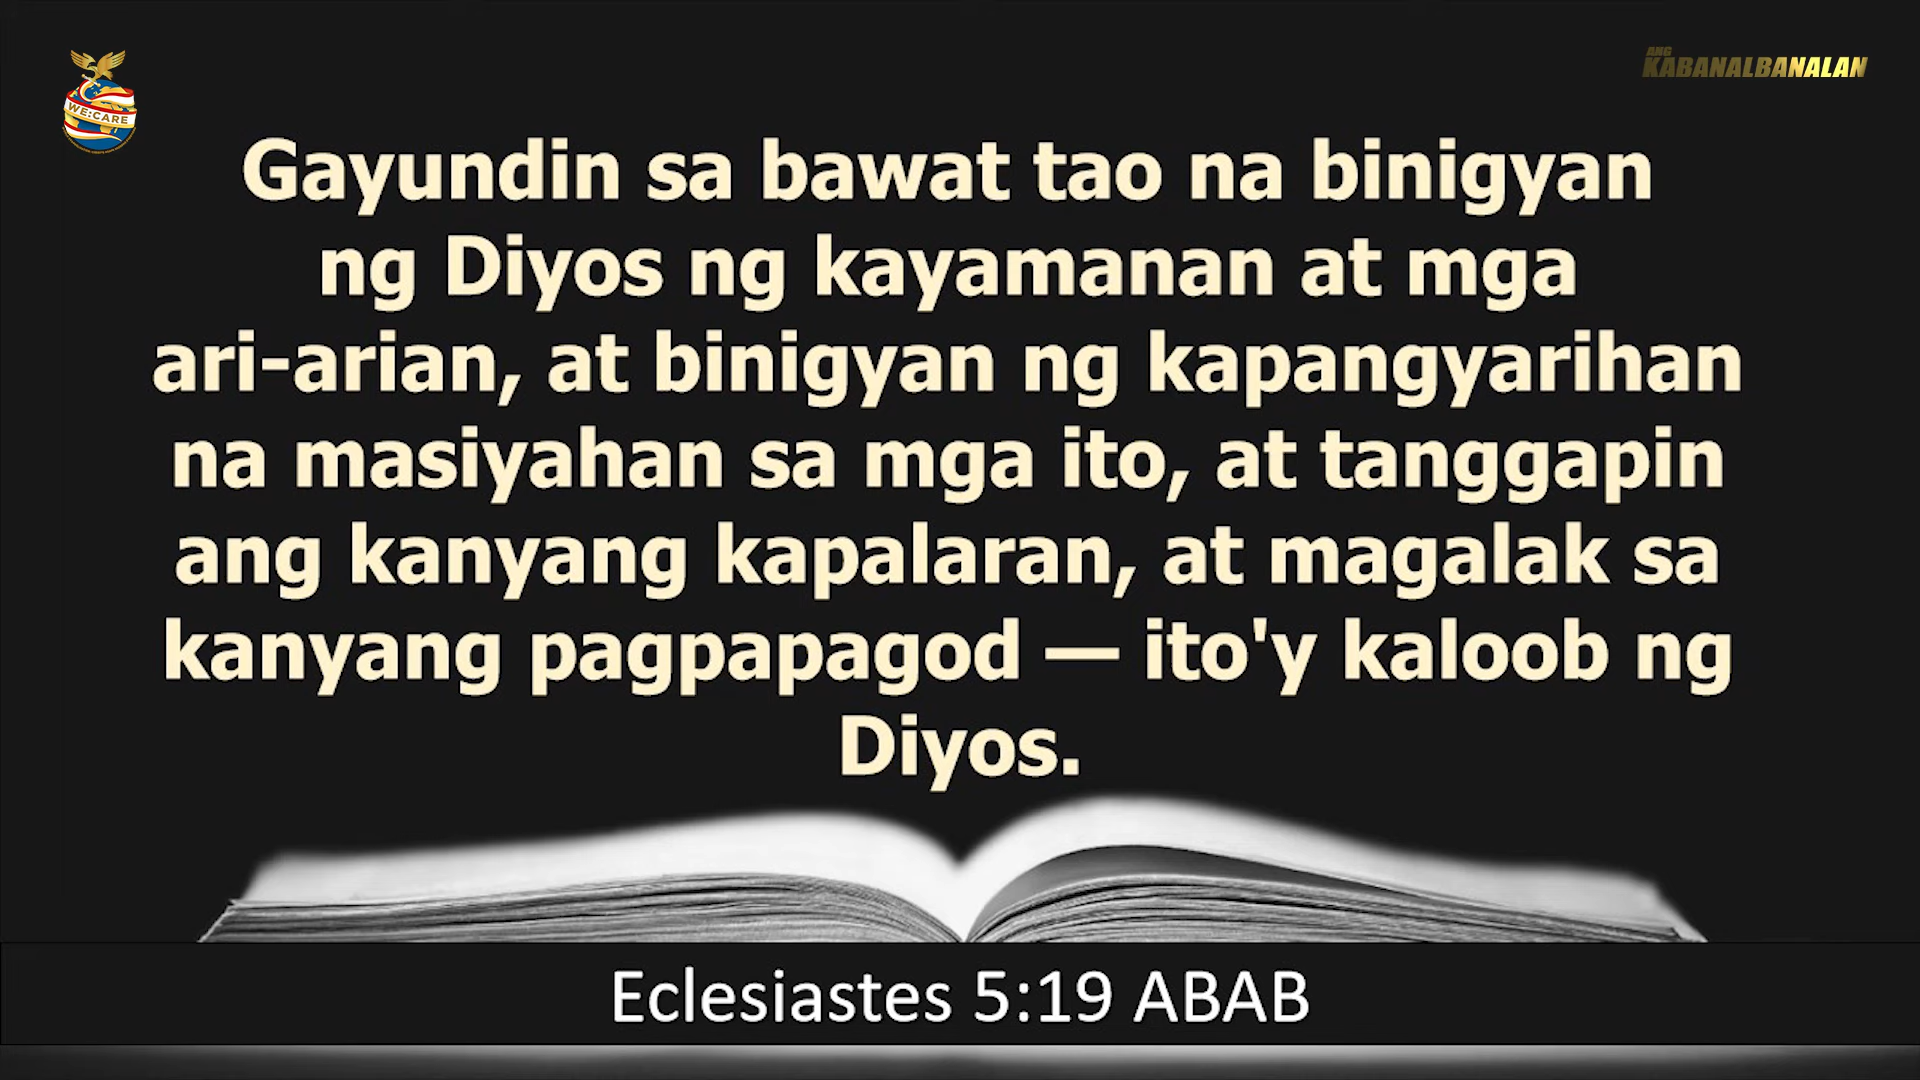 WE:CARE
ANG
KABANALBANALAN
Gayundin sa bawat tao na binigyan
ng Diyos ng kayamanan at mga
ari-arian, at binigyan ng kapangyarihan
na masiyahan sa mga ito, at tanggapin
ang kanyang kapalaran, at magalak sa
kanyang pagpapagod — ito'y kaloob ng
Diyos.
Eclesiastes 5:19 ABAB